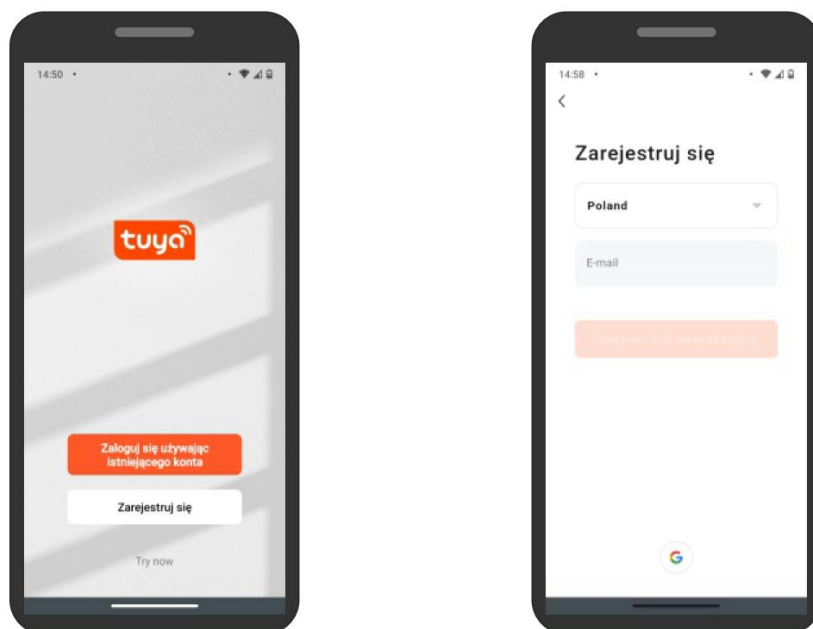 14:50
tuya
Zaloguj się używając
istniejącego konta
Zarejestruj się
Try now
14:58
Zarejestruj się
Poland
E-mail
G